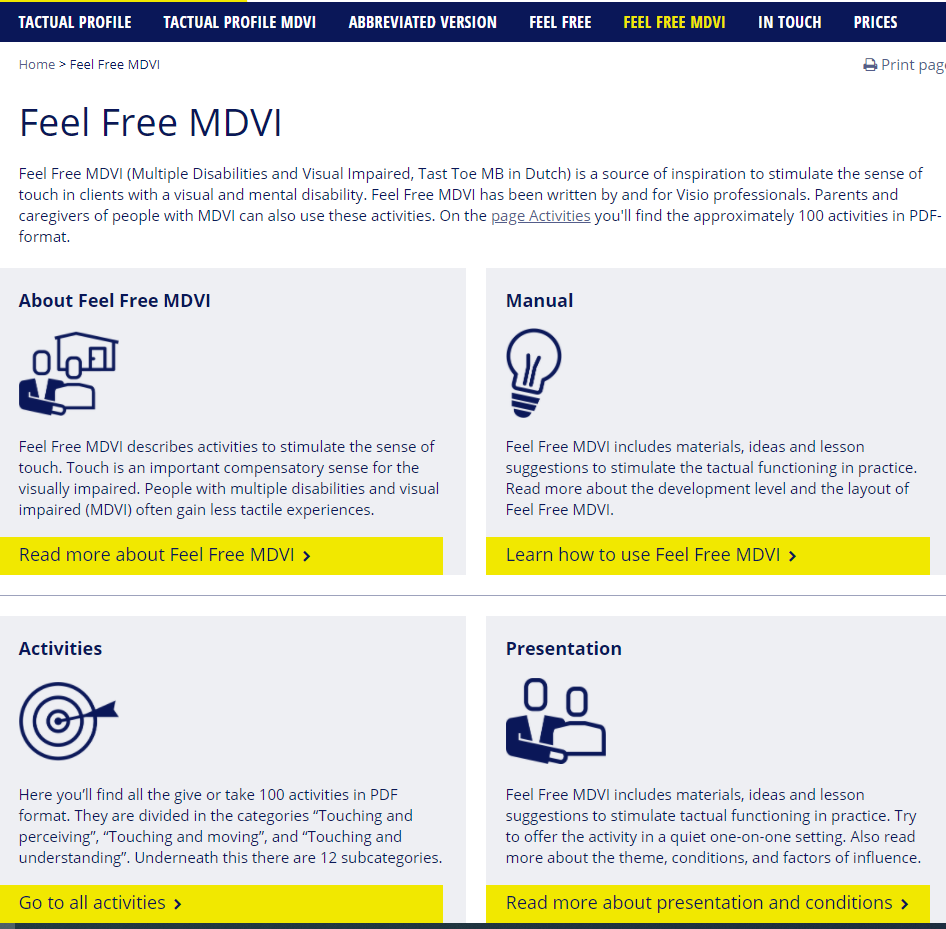 TACTUAL PROFILE TACTUAL PROFILE MDVI ABBREVIATED VERSION FEEL FREE FEEL FREE MDVI IN TOUCH PRICES
Home > Feel Free MDVI
Print page
Feel Free MDVI
Feel Free MDVI (Multiple Disabilities and Visual Impaired, Tast Toe MB in Dutch) is a source of inspiration to stimulate the sense of
touch in clients with a visual and mental disability. Feel Free MDVI has been written by and for Visio professionals. Parents and
caregivers of people with MDVI can also use these activities. On the page Activities you'll find the approximately 100 activities in PDF-
format.
About Feel Free MDVI
Feel Free MDVI describes activities to stimulate the sense of
touch. Touch is an important compensatory sense for the
visually impaired. People with multiple disabilities and visual
impaired (MDVI) often gain less tactile experiences.
Read more about Feel Free MDVI >
Manual
Feel Free MDVI includes materials, ideas and lesson
suggestions to stimulate the tactual functioning in practice.
Read more about the development level and the layout of
Feel Free MDVI.
Learn how to use Feel Free MDVI >
Activities
Here you’ll find all the give or take 100 activities in PDF
format. They are divided in the categories “Touching and
perceiving”, “Touching and moving”, and “Touching and
understanding”. Underneath this there are 12 subcategories.
Go to all activities >
Presentation
Feel Free MDVI includes materials, ideas and lesson
suggestions to stimulate tactual functioning in practice. Try
to offer the activity in a quiet one-on-one setting. Also read
more about the theme, conditions, and factors of influence.
Read more about presentation and conditions >